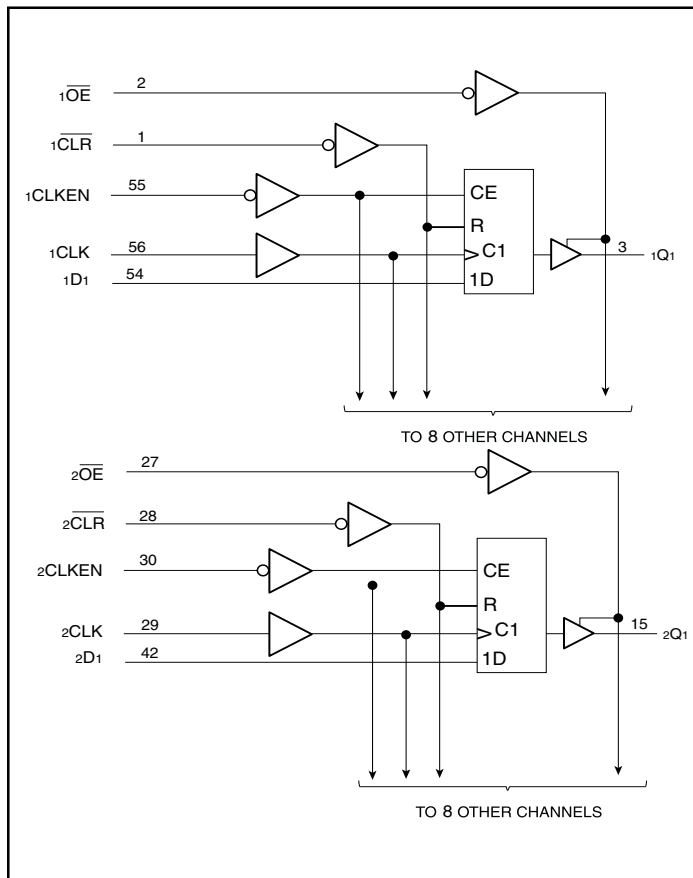 1OE 2
1CLR 1
1CLKEN 55 CE
R
1CLK 56 C1 3 1Q1
1D1 54 1D
TO 8 OTHER CHANNELS
2OE 27
2CLR 28
2CLKEN 30 CE
R
2CLK 29 C1 15 2Q1
2D1 42 1D
TO 8 OTHER CHANNELS